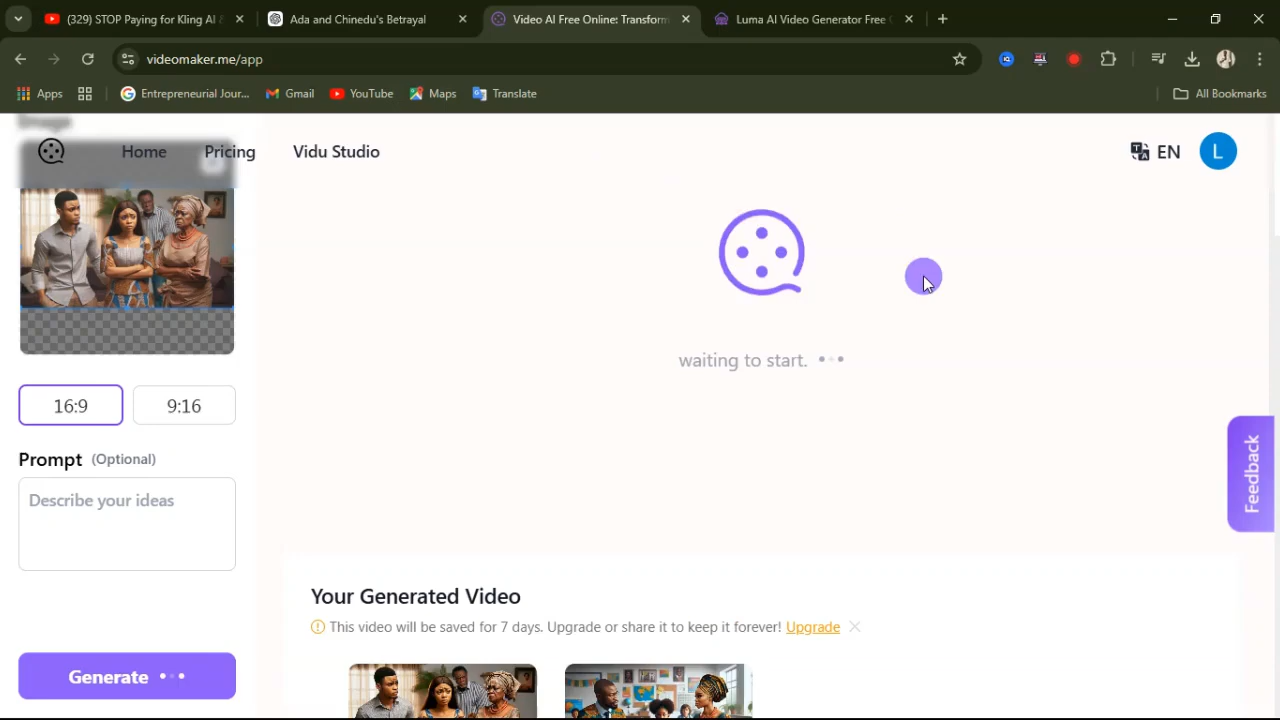 (329) STOP Paying for Kling AI &
Ada and Chinedu's Betrayal
Video AI Free Online: Transform
Luma AI Video Generator Free
videomaker.me/app
Apps
Entrepreneurial Jour...
Gmail
YouTube
Maps
Translate
All Bookmarks
Image
Home
Pricing
Vidu Studio
EN
L
waiting to start.
16:9
9:16
Prompt (Optional)
Describe your ideas
Feedback
Your Generated Video
This video will be saved for 7 days. Upgrade or share it to keep it forever! Upgrade
Generate